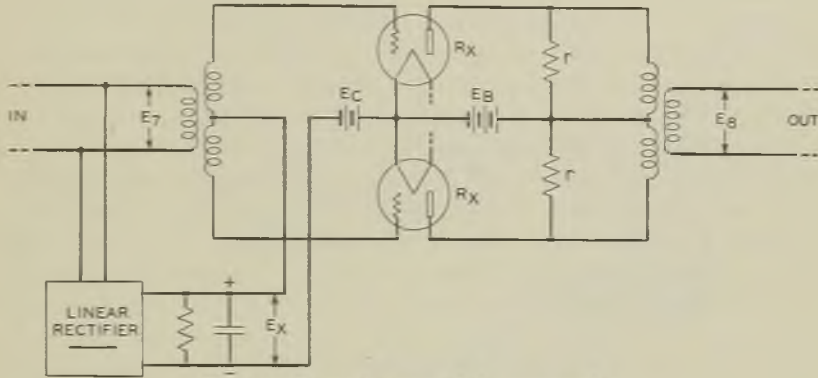 RX
r
EC
EB
E7
IN
E8
OUT
r
RX
LINEAR
RECTIFIER
+
EX
−